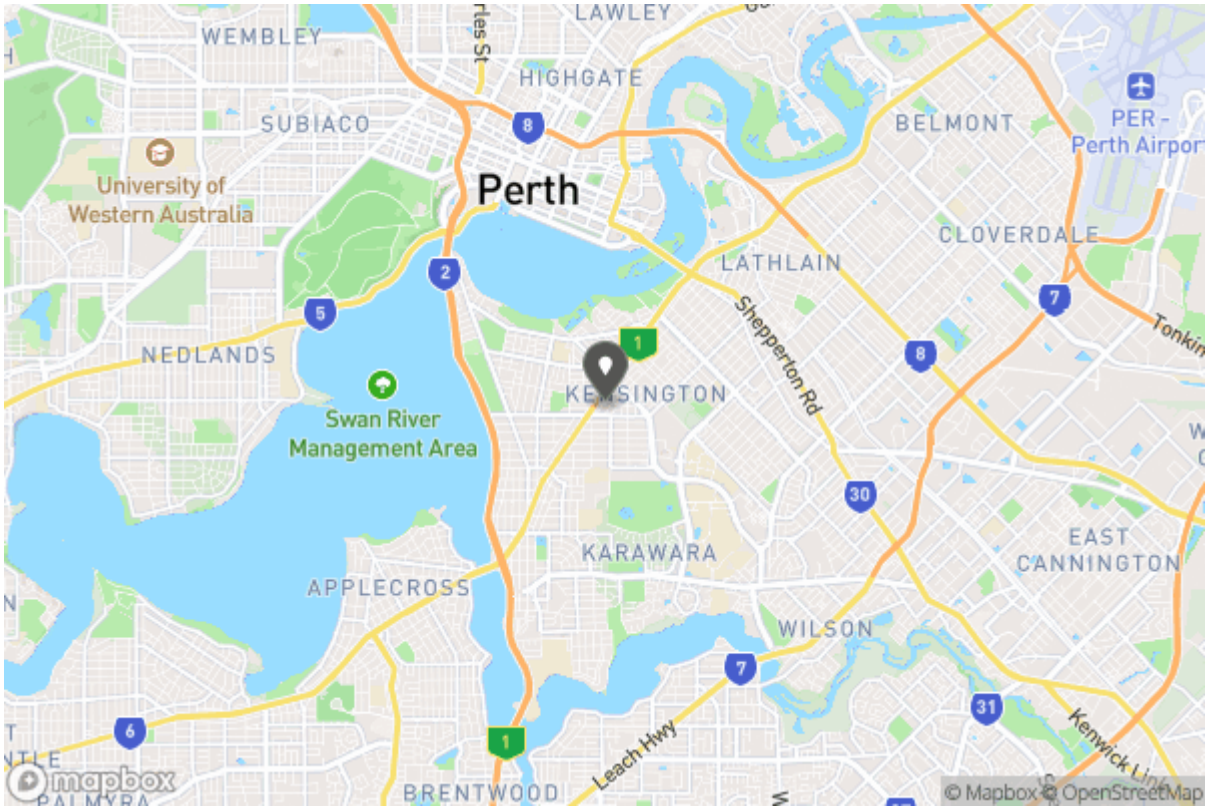 LAWLEY
WEMBLEY
HIGHGATE
SUBIACO
8
BELMONT
PER -
Perth Airport
University of
Western Australia
Perth
CLOVERDALE
LATHLAIN
2
5
7
1
Shepperton Rd
Tonkin
NEDLANDS
8
KENSINGTON
Swan River
Management Area
30
KARAWARA
EAST
CANNINGTON
APPLECROSS
WILSON
7
31
6
1
Leach Hwy
Kenwick Link
BRENTWOOD
PALMYRA
mapbox
© Mapbox © OpenStreetMap